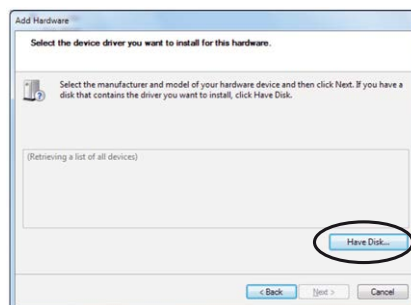 Add Hardware
Select the device driver you want to install for this hardware.
Select the manufacturer and model of your hardware device and then click Next. If you have a
disk that contains the driver you want to install, click Have Disk.
(Retrieving a list of all devices)
Have Disk...
< Back Next > Cancel